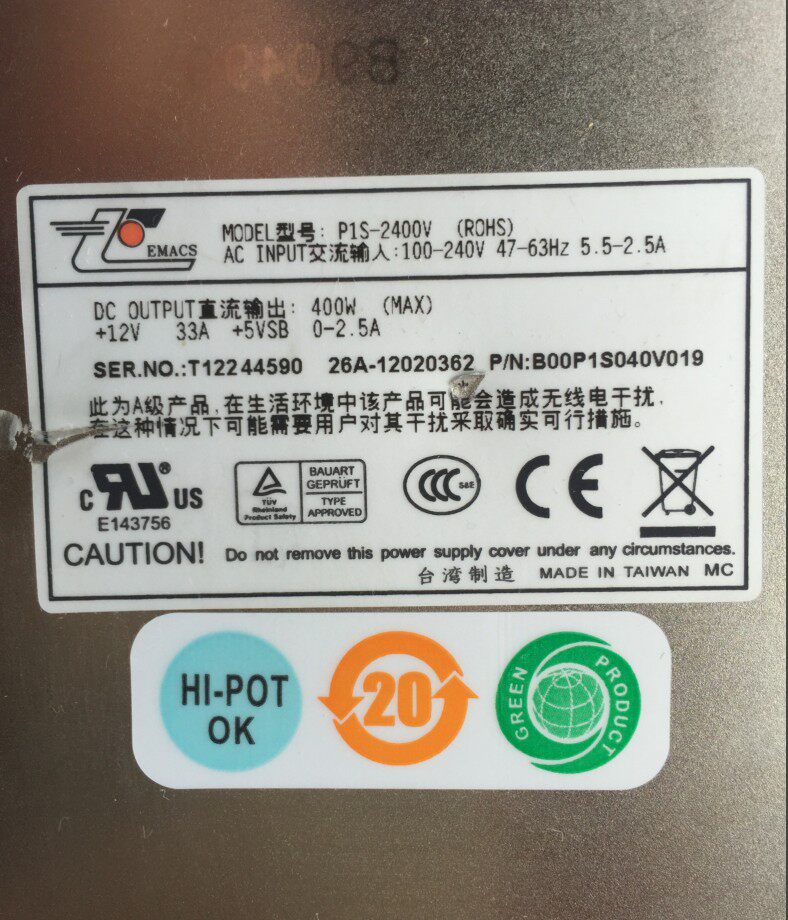 EMACS
MODEL型号: P1S-2400V (ROHS)
AC INPUT交流输入:100-240V 47-63Hz 5.5-2.5A
DC OUTPUT直流输出: 400W (MAX)
+12V 33A +5VSB 0-2.5A
SER.NO.:T12244590 26A-12020362 P/N:B00P1S040V019
此为A级产品,在生活环境中该产品可能会造成无线电干扰,
在这种情况下可能需要用户对其干扰采取确实可行措施。
C RU® US
E143756
TÜV
Rheinland
Product Safety
BAUART
GEPRÜFT
TYPE
APPROVED
CCC S&E
CE
CAUTION! Do not remove this power supply cover under any circumstances.
台湾制造 MADE IN TAIWAN MC
HI-POT
OK
20
GREEN PRODUCT